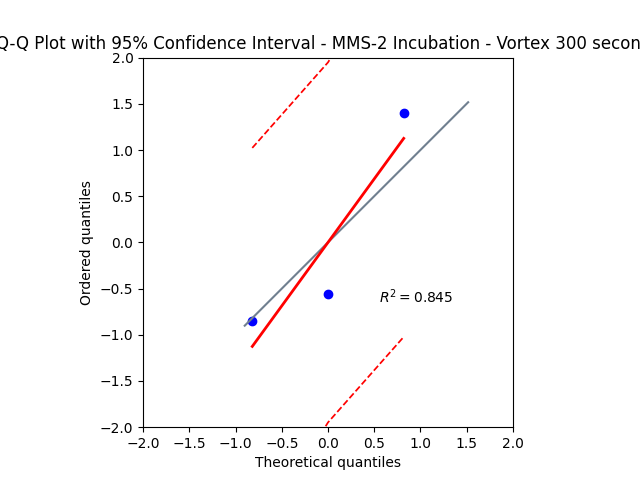 Q-Q Plot with 95% Confidence Interval - MMS-2 Incubation - Vortex 300 secon
2.0
1.5
1.0
0.5
0.0
−0.5
−1.0
−1.5
−2.0
Ordered quantiles
R² = 0.845
−2.0 −1.5 −1.0 −0.5 0.0 0.5 1.0 1.5 2.0
Theoretical quantiles